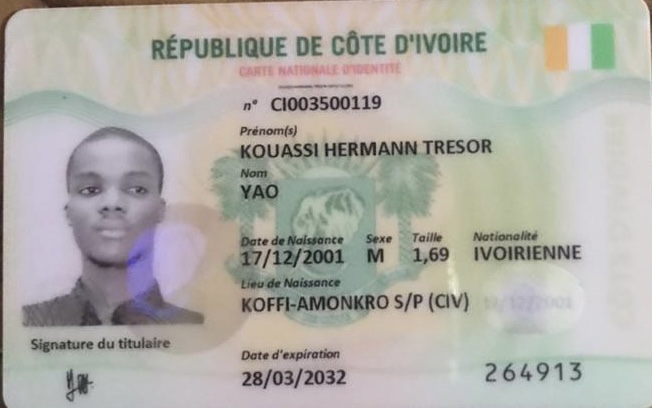 RÉPUBLIQUE DE CÔTE D'IVOIRE
CARTE NATIONALE D'IDENTITÉ
n° CI003500119
Prénom(s)
KOUASSI HERMANN TRESOR
Nom
YAO
Date de Naissance Sexe Taille Nationalité
17/12/2001 M 1,69 IVOIRIENNE
Lieu de Naissance
KOFFI-AMONKRO S/P (CIV)
17/12/2001
Signature du titulaire
Date d'expiration
28/03/2032
264913